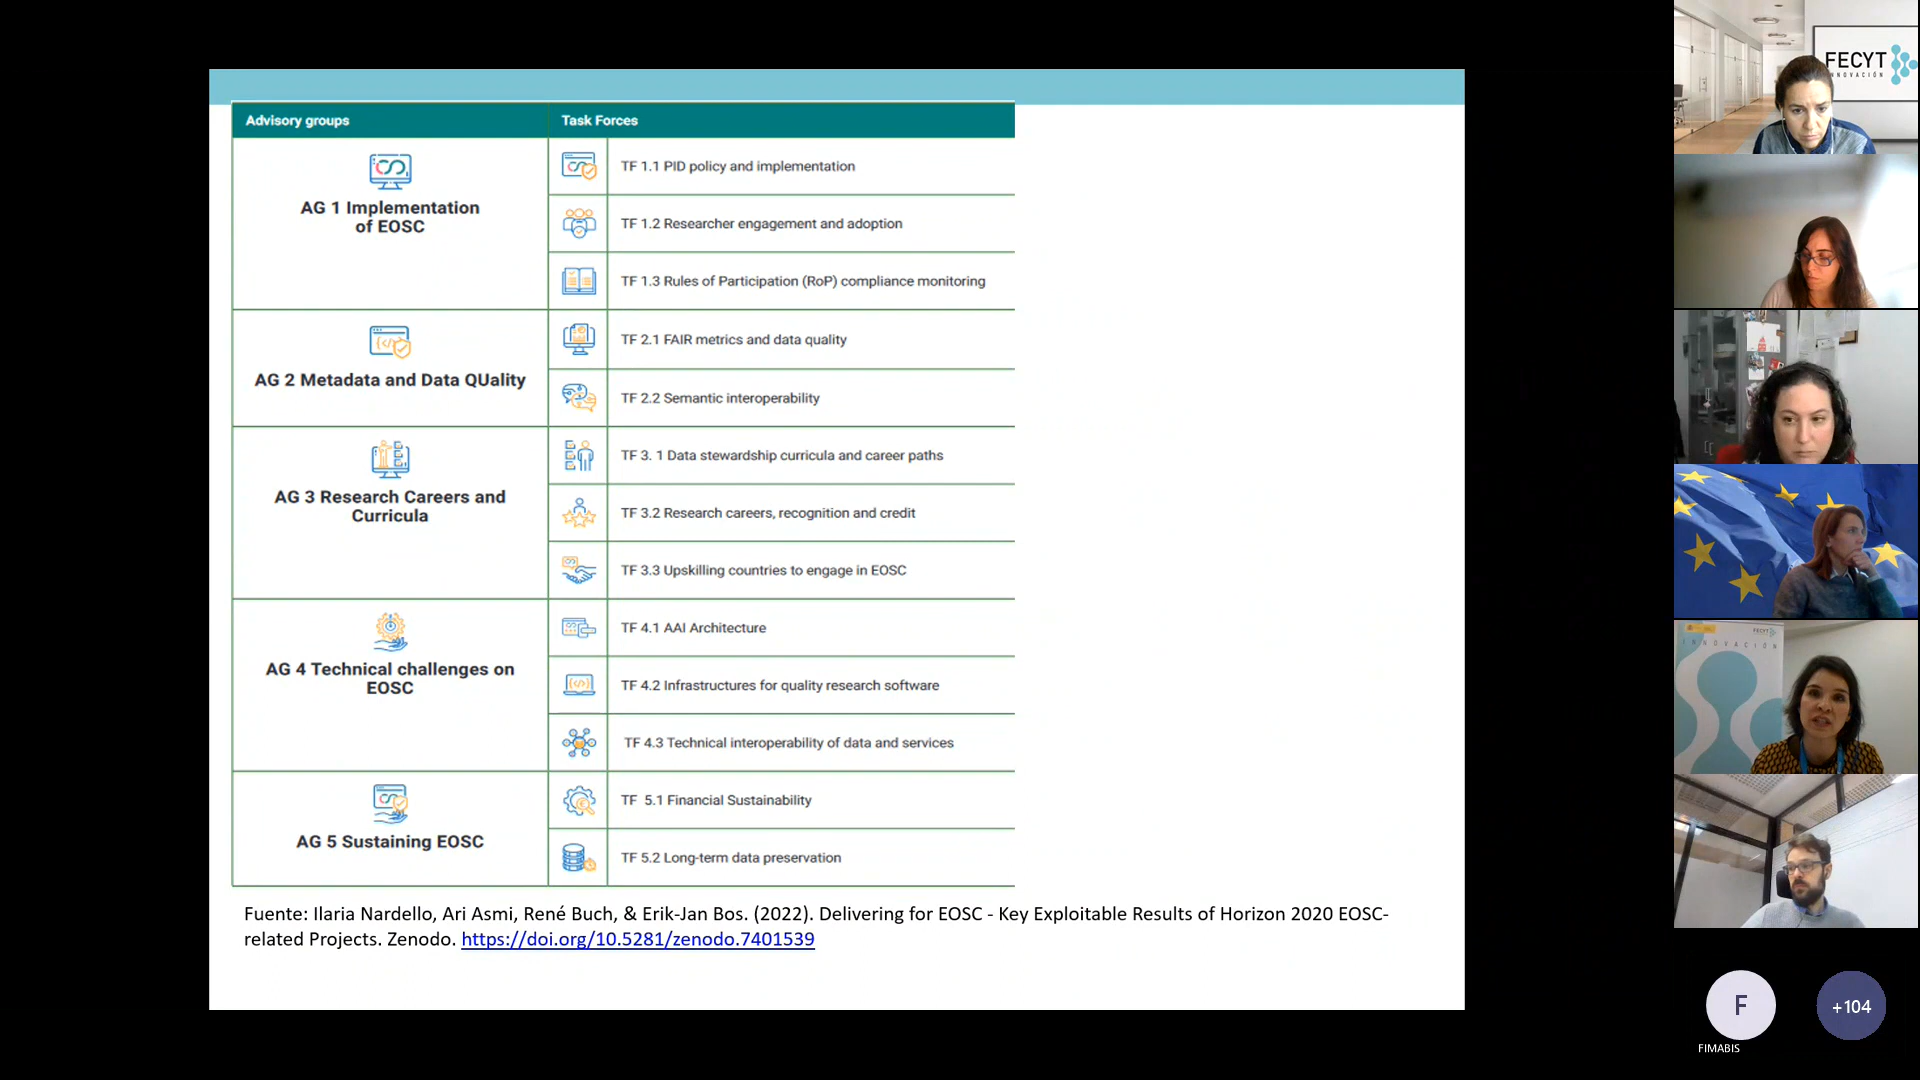 Advisory groups
Task Forces
AG 1 Implementation
of EOSC
TF 1.1 PID policy and implementation
TF 1.2 Researcher engagement and adoption
TF 1.3 Rules of Participation (RoP) compliance monitoring
AG 2 Metadata and Data QUality
TF 2.1 FAIR metrics and data quality
TF 2.2 Semantic interoperability
AG 3 Research Careers and
Curricula
TF 3. 1 Data stewardship curricula and career paths
TF 3.2 Research careers, recognition and credit
TF 3.3 Upskilling countries to engage in EOSC
AG 4 Technical challenges on
EOSC
TF 4.1 AAI Architecture
TF 4.2 Infrastructures for quality research software
TF 4.3 Technical interoperability of data and services
AG 5 Sustaining EOSC
TF 5.1 Financial Sustainability
TF 5.2 Long-term data preservation
Fuente: Ilaria Nardello, Ari Asmi, René Buch, & Erik-Jan Bos. (2022). Delivering for EOSC - Key Exploitable Results of Horizon 2020 EOSC-
related Projects. Zenodo. https://doi.org/10.5281/zenodo.7401539
FECYT
INNOVACIÓN
FECYT
INNOVACIÓN
F
+104
FIMABIS